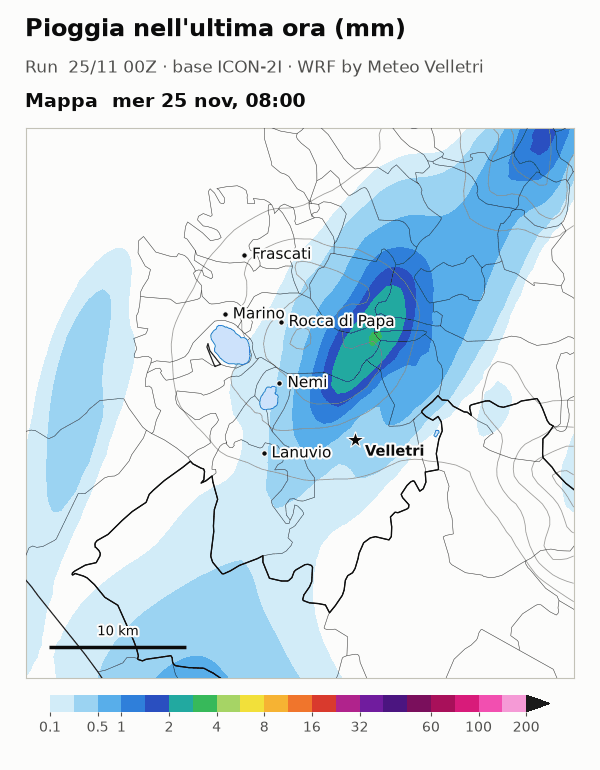 Pioggia nell'ultima ora (mm)
Run  25/11 00Z · base ICON-2I · WRF by Meteo Velletri
Mappa  mer 25 nov, 08:00
Frascati
Marino
Rocca di Papa
Nemi
Velletri
Lanuvio
10 km
0.1 0.5 1 2 4 8 16 32 60 100 200